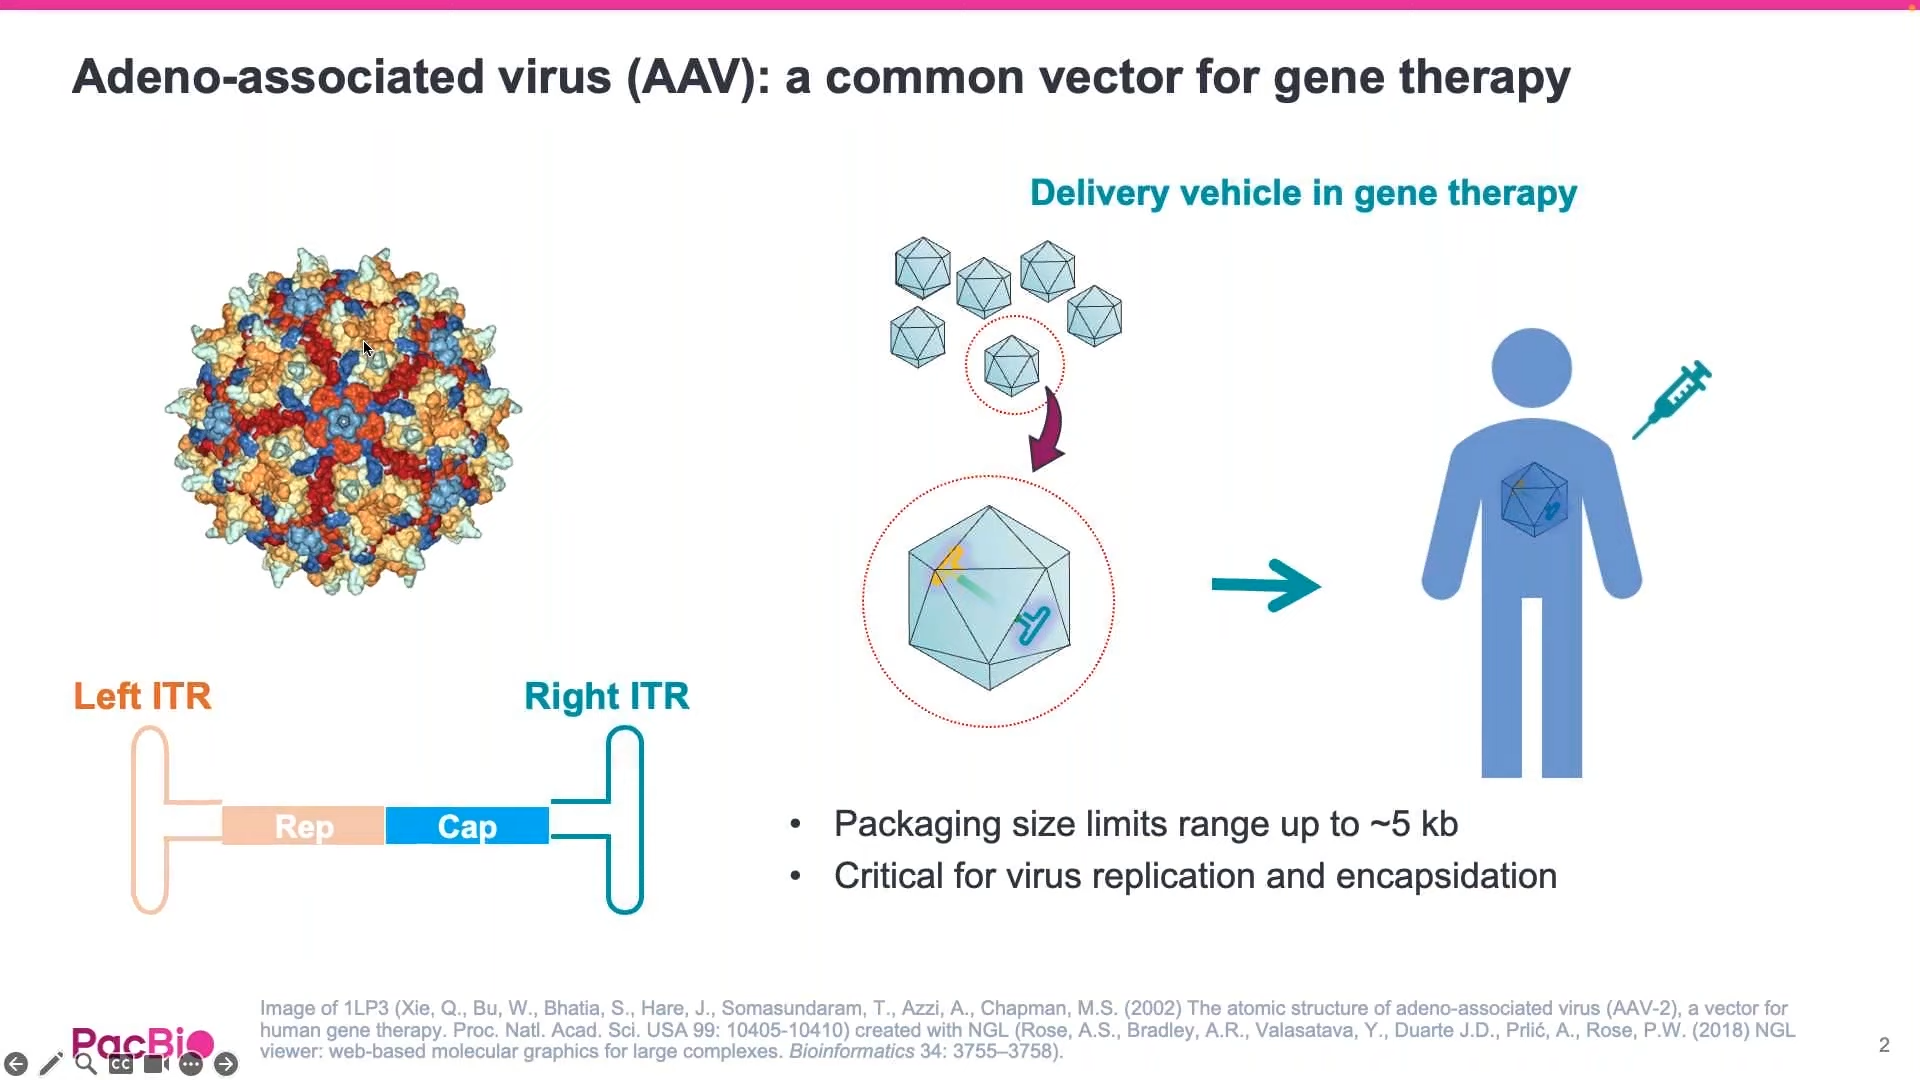 Adeno-associated virus (AAV): a common vector for gene therapy
Delivery vehicle in gene therapy
Left ITR
Right ITR
Rep
Cap
• Packaging size limits range up to ~5 kb
• Critical for virus replication and encapsidation
Image of 1LP3 (Xie, Q., Bu, W., Bhatia, S., Hare, J., Somasundaram, T., Azzi, A., Chapman, M.S. (2002) The atomic structure of adeno-associated virus (AAV-2), a vector for
human gene therapy. Proc. Natl. Acad. Sci. USA 99: 10405-10410) created with NGL (Rose, A.S., Bradley, A.R., Valasatava, Y., Duarte J.D., Prlić, A., Rose, P.W. (2018) NGL
viewer: web-based molecular graphics for large complexes. Bioinformatics 34: 3755–3758).
PacBio
CC
2